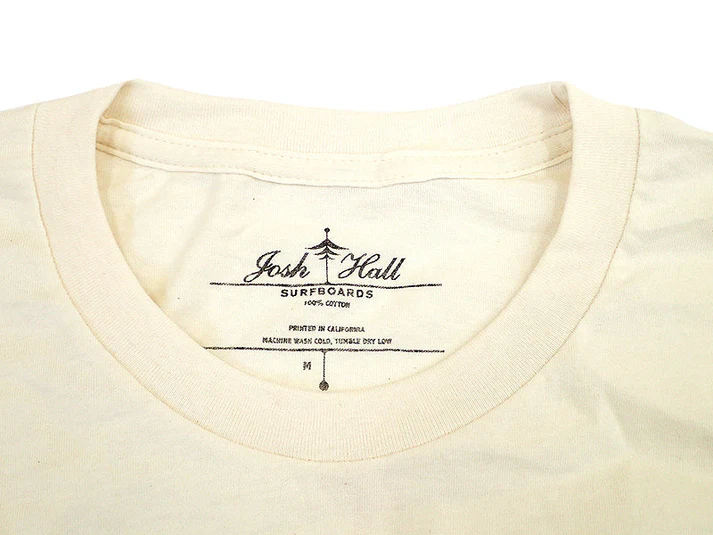 Josh Hall
SURFBOARDS
100% COTTON
PRINTED IN CALIFORNIA
MACHINE WASH COLD, TUMBLE DRY LOW
M